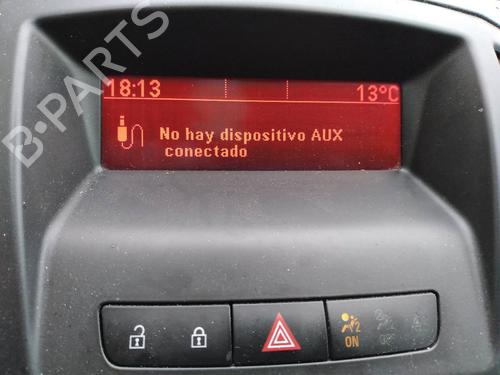 B-PARTS
18:13 13°C
No hay dispositivo AUX
conectado
2
ON